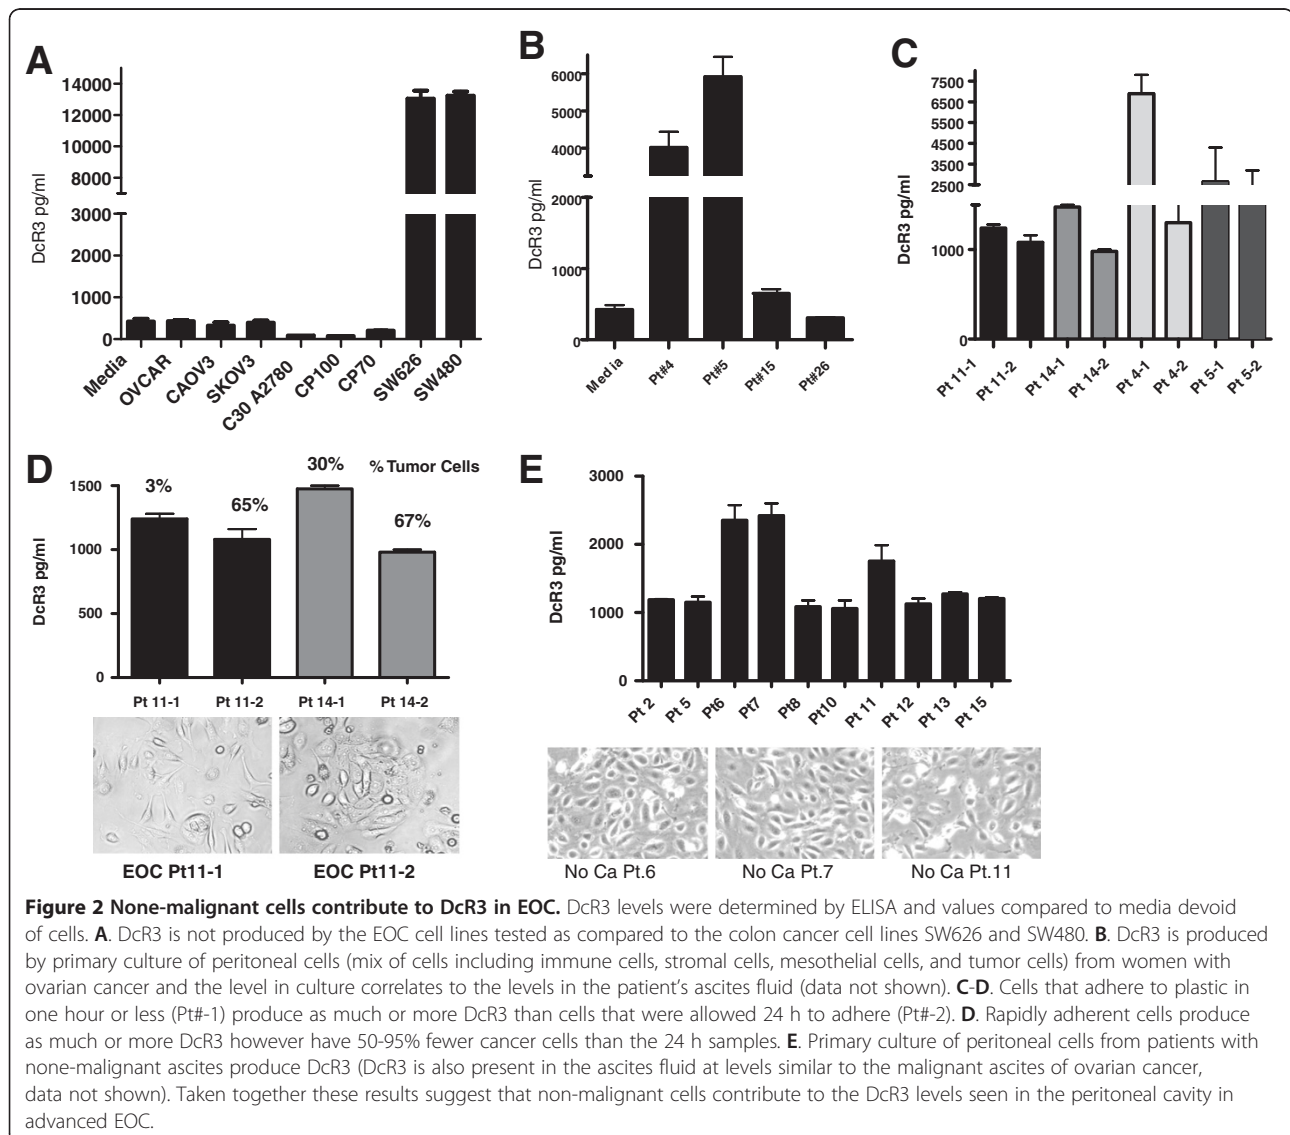 A
DcR3 pg/ml
14000
12000
10000
8000
3000
2000
1000
0
Media
OVCAR
CAOV3
SKOV3
C30 A2780
CP100
CP70
SW626
SW480
B
DcR3 pg/ml
6000
5000
4000
2000
1000
0
Media
Pt#4
Pt#5
Pt#15
Pt#26
C
DcR3 pg/ml
7500
6500
5500
4500
3500
2500
1000
0
Pt 11-1
Pt 11-2
Pt 14-1
Pt 14-2
Pt 4-1
Pt 4-2
Pt 5-1
Pt 5-2
D
DcR3 pg/ml
1500
1000
500
0
3%
65%
30%
67%
% Tumor Cells
Pt 11-1
Pt 11-2
Pt 14-1
Pt 14-2
EOC Pt11-1
EOC Pt11-2
E
DcR3 pg/ml
3000
2000
1000
0
Pt 2
Pt 5
Pt6
Pt7
Pt8
Pt10
Pt 11
Pt 12
Pt 13
Pt 15
No Ca Pt.6
No Ca Pt.7
No Ca Pt.11
Figure 2 None-malignant cells contribute to DcR3 in EOC. DcR3 levels were determined by ELISA and values compared to media devoid
of cells. A. DcR3 is not produced by the EOC cell lines tested as compared to the colon cancer cell lines SW626 and SW480. B. DcR3 is produced
by primary culture of peritoneal cells (mix of cells including immune cells, stromal cells, mesothelial cells, and tumor cells) from women with
ovarian cancer and the level in culture correlates to the levels in the patient's ascites fluid (data not shown). C-D. Cells that adhere to plastic in
one hour or less (Pt#-1) produce as much or more DcR3 than cells that were allowed 24 h to adhere (Pt#-2). D. Rapidly adherent cells produce
as much or more DcR3 however have 50-95% fewer cancer cells than the 24 h samples. E. Primary culture of peritoneal cells from patients with
none-malignant ascites produce DcR3 (DcR3 is also present in the ascites fluid at levels similar to the malignant ascites of ovarian cancer,
data not shown). Taken together these results suggest that non-malignant cells contribute to the DcR3 levels seen in the peritoneal cavity in
advanced EOC.